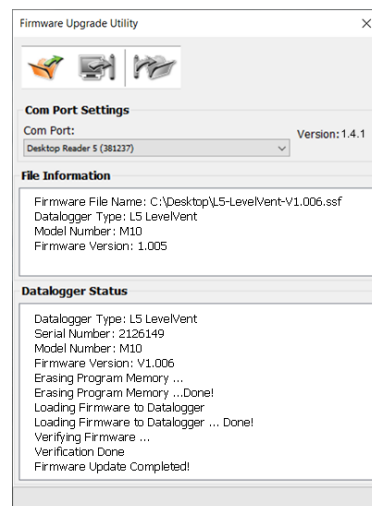 Firmware Upgrade Utility
Com Port Settings
Com Port:
Version: 1.4.1
Desktop Reader 5 (381237)
File Information
Firmware File Name: C:\Desktop\L5-LevelVent-V1.006.ssf
Datalogger Type: L5 LevelVent
Model Number: M10
Firmware Version: 1.005
Datalogger Status
Datalogger Type: L5 LevelVent
Serial Number: 2126149
Model Number: M10
Firmware Version: V1.006
Erasing Program Memory ...
Erasing Program Memory ...Done!
Loading Firmware to Datalogger
Loading Firmware to Datalogger ... Done!
Verifying Firmware ...
Verification Done
Firmware Update Completed!